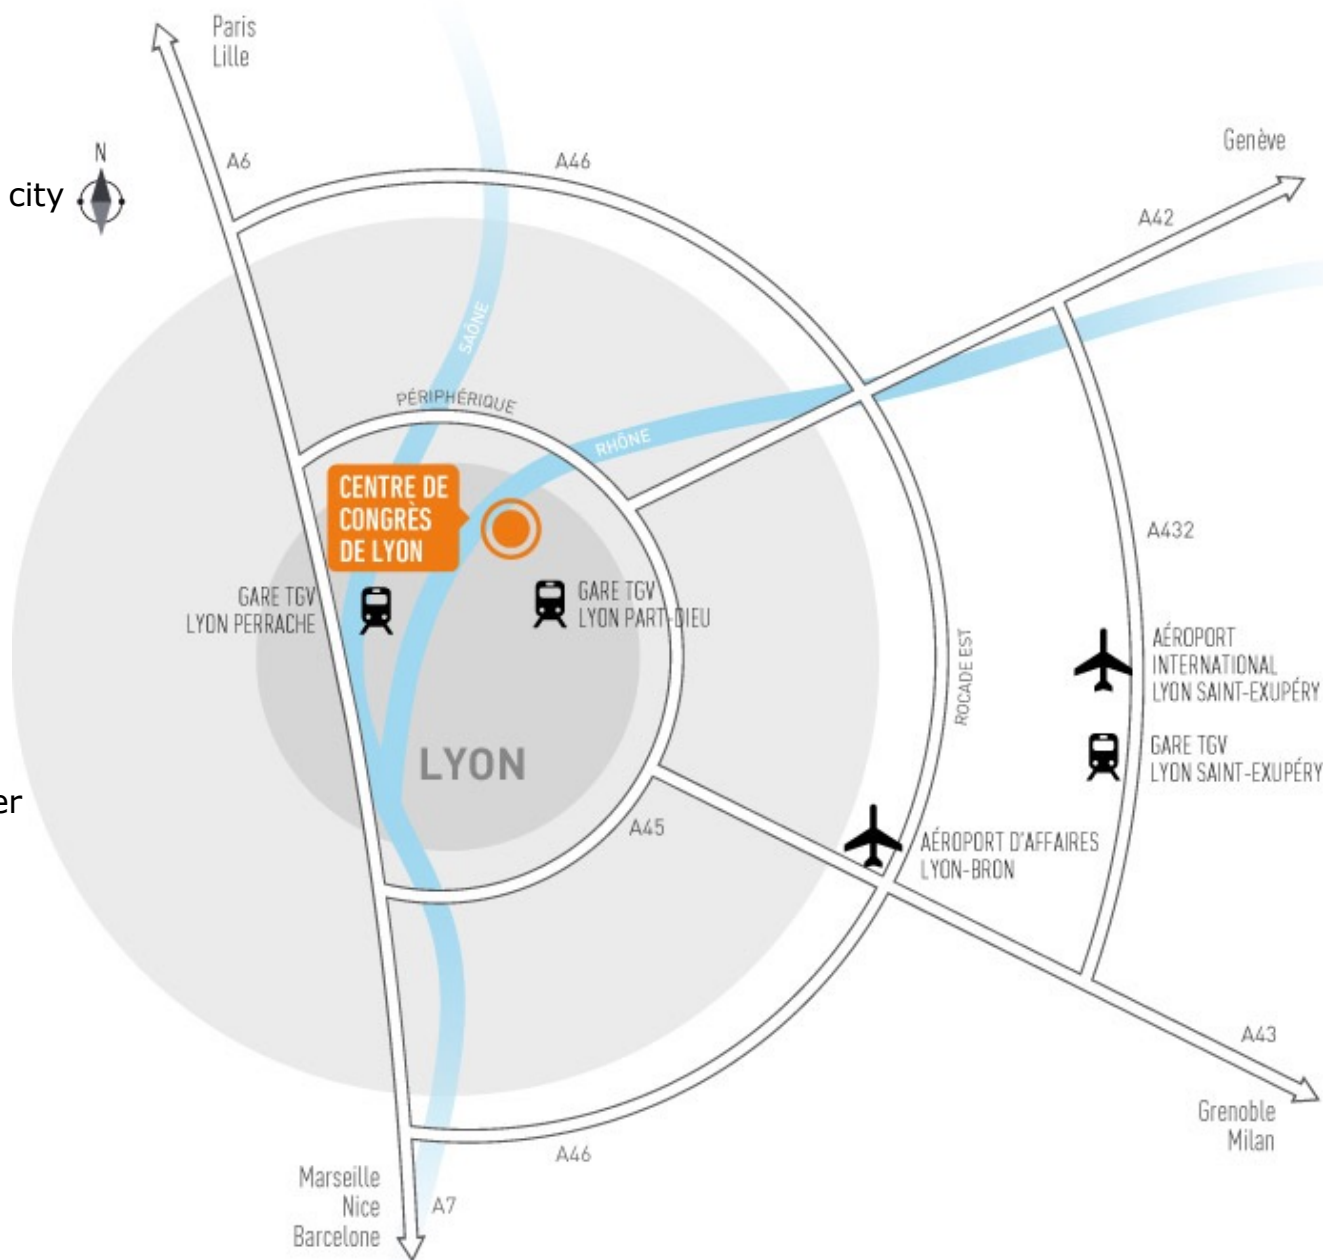 Paris
Lille
N
A6
A46
Genève
city
A42
SAÔNE
PÉRIPHÉRIQUE
RHÔNE
CENTRE DE
CONGRÈS
DE LYON
A432
GARE TGV
LYON PERRACHE
GARE TGV
LYON PART-DIEU
ROCADE EST
AÉROPORT
INTERNATIONAL
LYON SAINT-EXUPÉRY
GARE TGV
LYON SAINT-EXUPÉRY
LYON
er
A45
AÉROPORT D'AFFAIRES
LYON-BRON
A43
Grenoble
Milan
A46
Marseille
Nice
Barcelone
A7